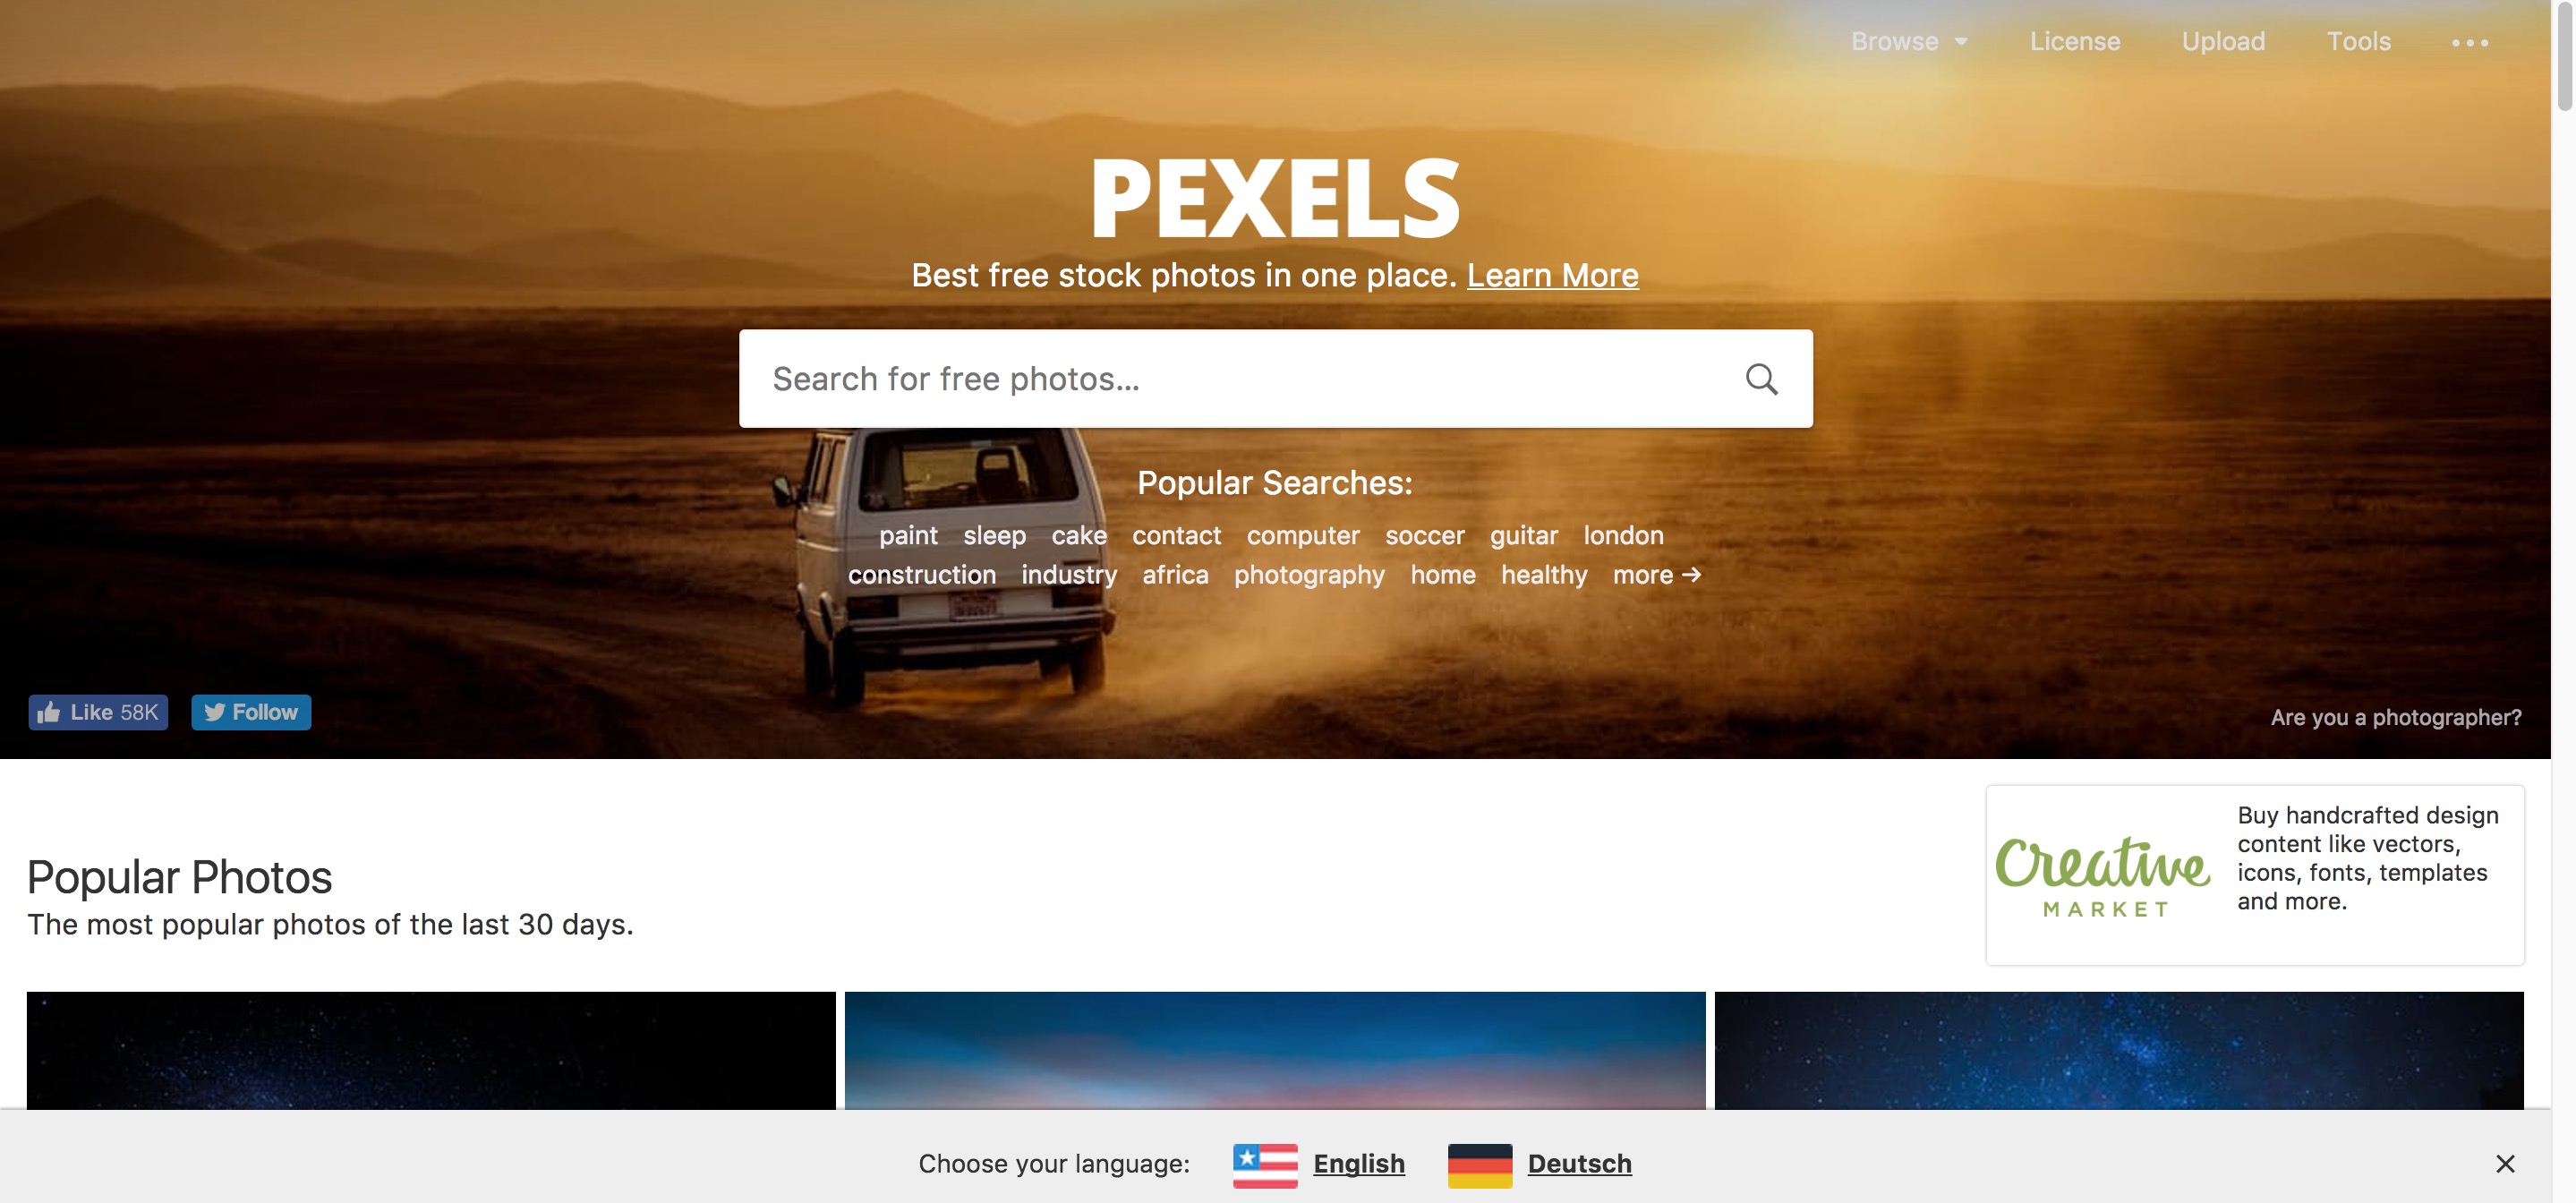 Browse License Upload Tools
PEXELS
Best free stock photos in one place. Learn More
Search for free photos...
Popular Searches:
paint sleep cake contact computer soccer guitar london
construction industry africa photography home healthy more →
Like 58K Follow
Are you a photographer?
Popular Photos
The most popular photos of the last 30 days.
Creative
MARKET
Buy handcrafted design
content like vectors,
icons, fonts, templates
and more.
Choose your language: English Deutsch